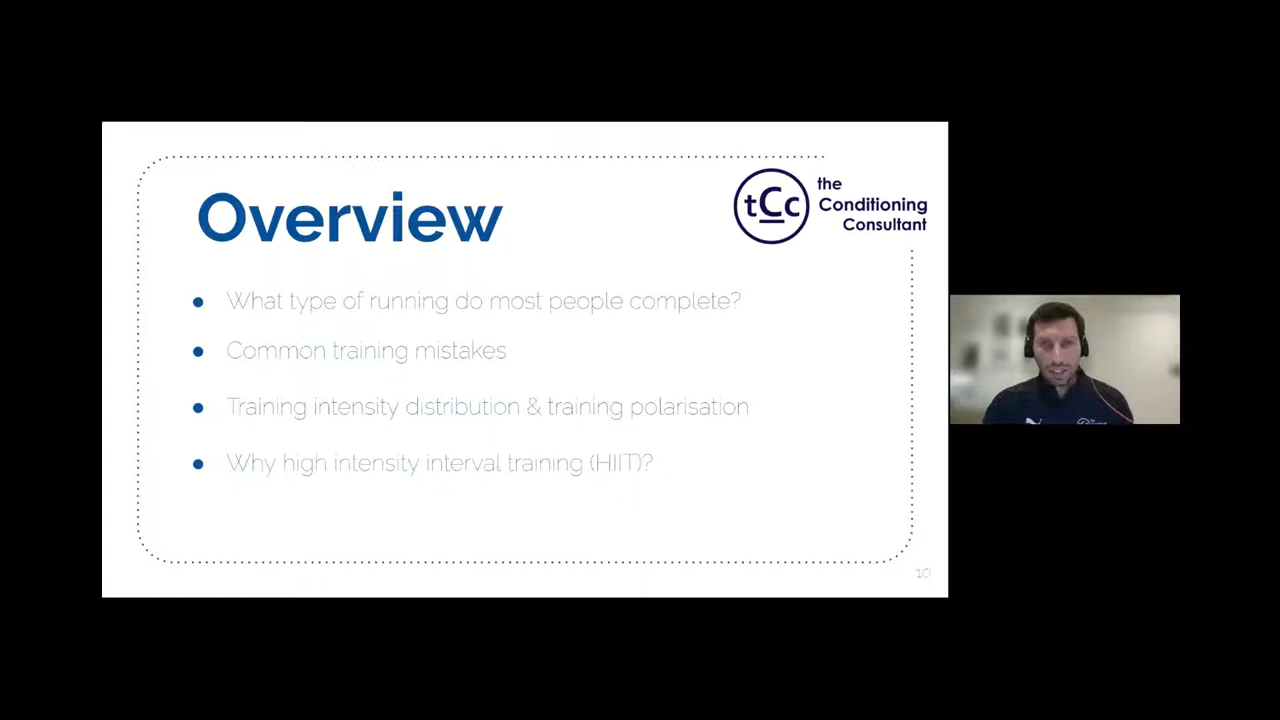 Overview
tCc
the
Conditioning
Consultant
What type of running do most people complete?
Common training mistakes
Training intensity distribution & training polarisation
Why high intensity interval training (HIIT)?
10